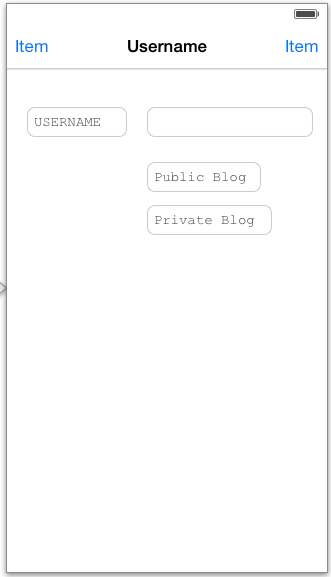 Item Username Item
USERNAME
Public Blog
Private Blog